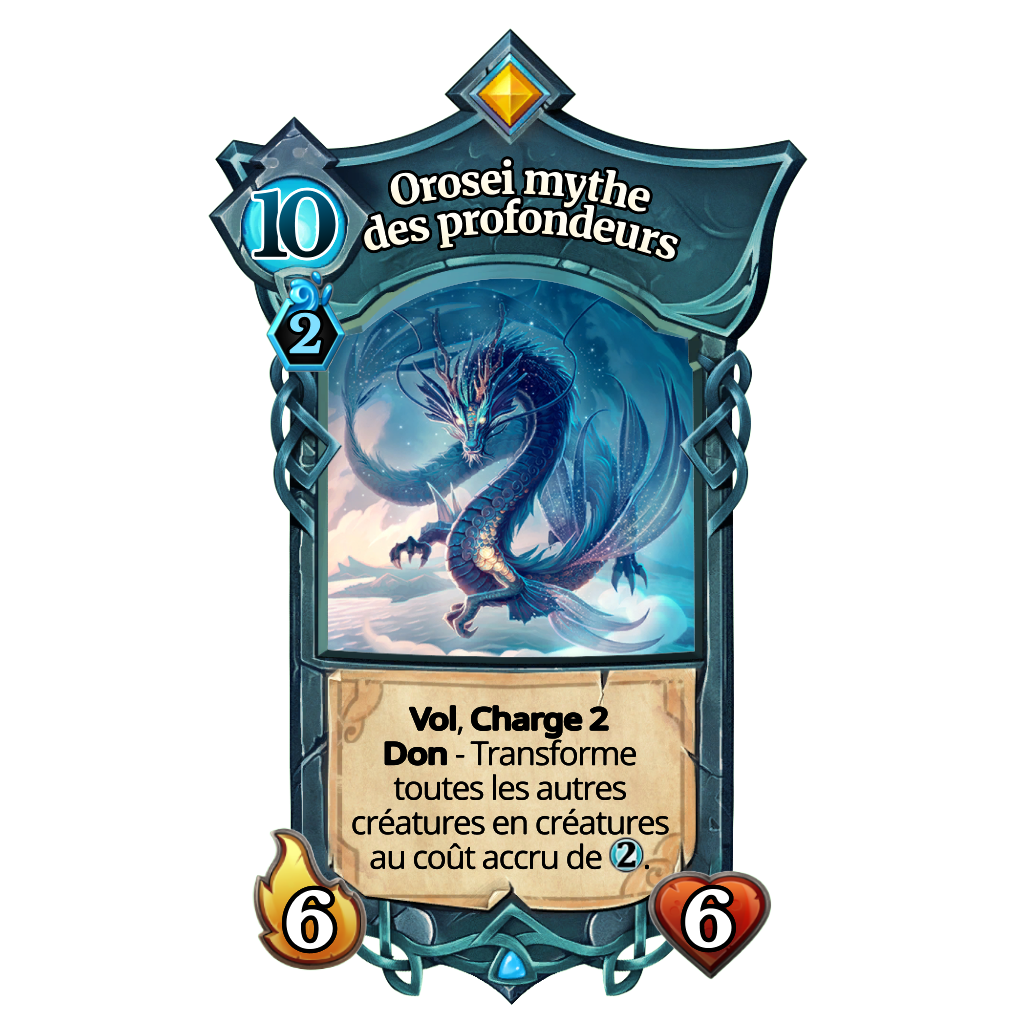 Orosei mythe
des profondeurs
10
2
Vol, Charge 2
Don - Transforme
toutes les autres
créatures en créatures
au coût accru de 2.
6
6